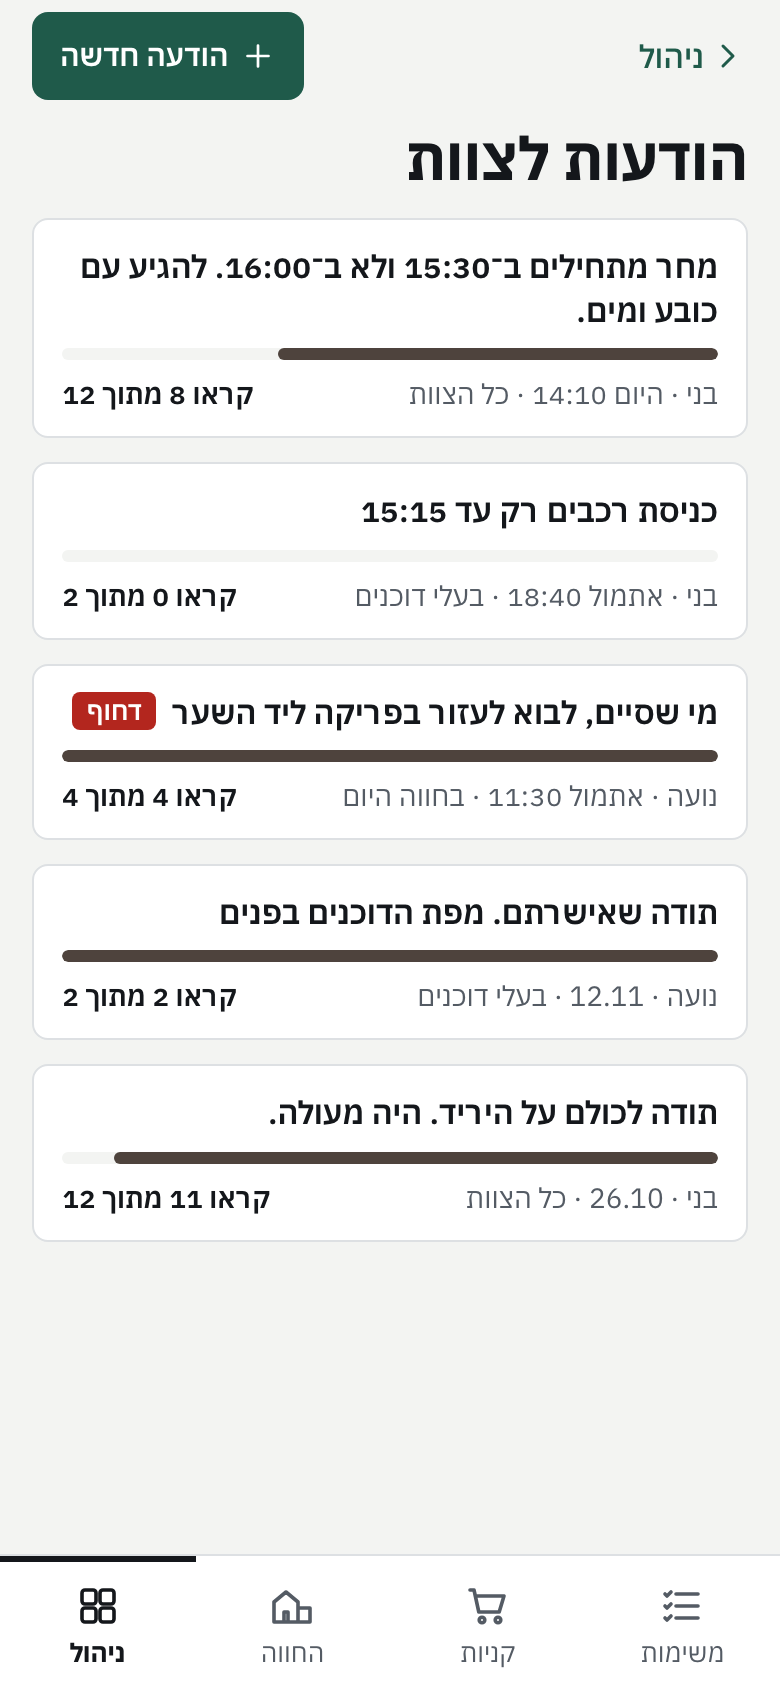 ניהול
הודעה חדשה
הודעות לצוות
מחר מתחילים ב־15:30 ולא ב־16:00. להגיע עם
כובע ומים.
בני · היום 14:10 · כל הצוות
קראו 8 מתוך 12
כניסת רכבים רק עד 15:15
בני · אתמול 18:40 · בעלי דוכנים
קראו 0 מתוך 2
מי שסיים, לבוא לעזור בפריקה ליד השער דחוף
נועה · אתמול 11:30 · בחווה היום
קראו 4 מתוך 4
תודה שאישרתם. מפת הדוכנים בפנים
נועה · 12.11 · בעלי דוכנים
קראו 2 מתוך 2
תודה לכולם על היריד. היה מעולה.
בני · 26.10 · כל הצוות
קראו 11 מתוך 12
משימות
קניות
החווה
ניהול